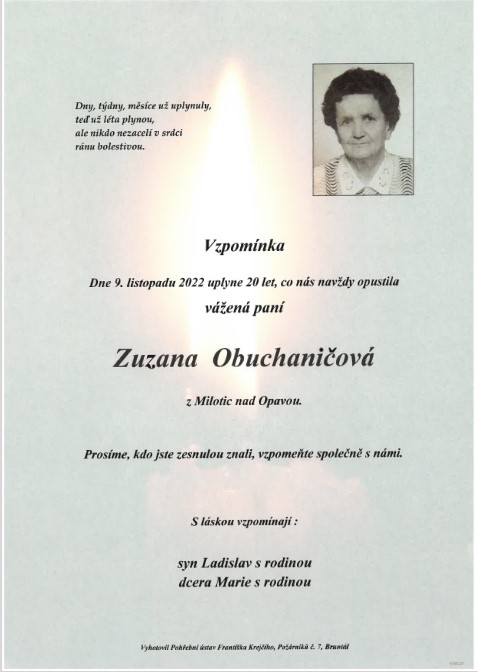 Dny, týdny, měsíce už uplynuly,
teď už léta plynou,
ale nikdo nezacelí v srdci
ránu bolestivou.
Vzpomínka
Dne 9. listopadu 2022 uplyne 20 let, co nás navždy opustila
vážená paní
Zuzana Obuchaničová
z Milotic nad Opavou.
Prosíme, kdo jste zesnulou znali, vzpomeňte společně s námi.
S láskou vzpomínají :
syn Ladislav s rodinou
dcera Marie s rodinou
Vyhotovil Pohřební ústav Františka Krejčího, Požárníků č. 7, Bruntál